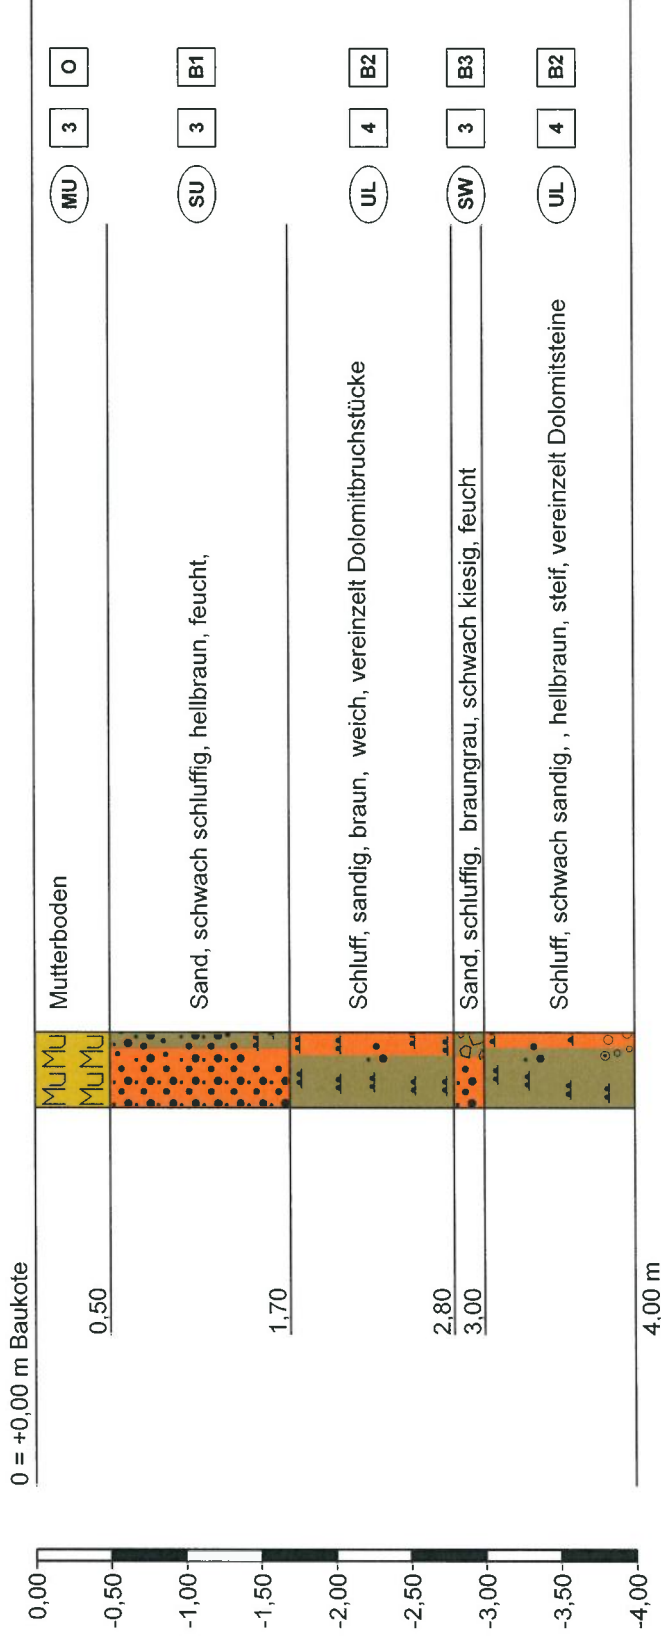 0 = +0,00 m Baukote
0,00
-0,50
-1,00
-1,50
-2,00
-2,50
-3,00
-3,50
-4,00
MuMu
MuMu
Mutterboden
MU 3 O
0,50
Sand, schwach schluffig, hellbraun, feucht,
SU 3 B1
1,70
Schluff, sandig, braun, weich, vereinzelt Dolomitbruchstücke
UL 4 B2
2,80
Sand, schluffig, braungrau, schwach kiesig, feucht
SW 3 B3
3,00
Schluff, schwach sandig, , hellbraun, steif, vereinzelt Dolomitsteine
UL 4 B2
4,00 m